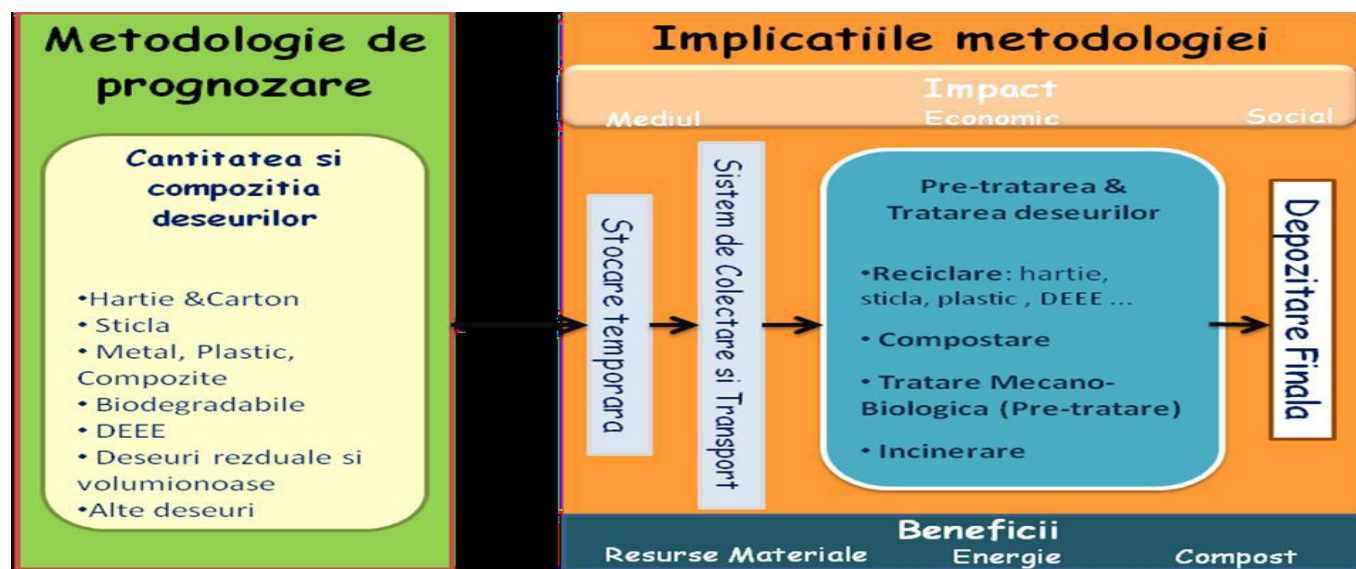 Metodologie de
prognozare
Cantitatea si
compozitia
deseurilor
•Hartie &Carton
• Sticla
• Metal, Plastic,
Compozite
• Biodegradabile
• DEEE
• Deseuri rezduale si
volumionoase
•Alte deseuri
Implicatiile metodologiei
Impact
Mediul Economic Social
Stocare temporara
Sistem de Colectare si Transport
Pre-tratarea &
Tratarea deseurilor
•Reciclare: hartie,
sticla, plastic , DEEE ...
• Compostare
• Tratare Mecano-
Biologica (Pre-tratare)
• Incinerare
Depozitare Finala
Beneficii
Resurse Materiale Energie Compost